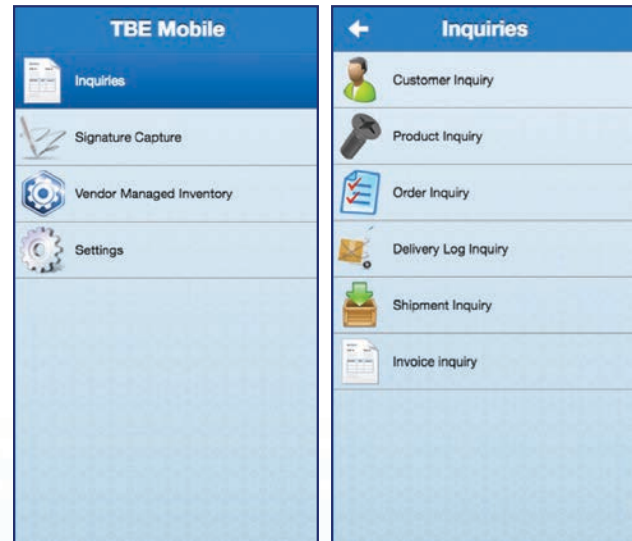 TBE Mobile
Inquiries
Signature Capture
Vendor Managed Inventory
Settings
Inquiries
Customer Inquiry
Product Inquiry
Order Inquiry
Delivery Log Inquiry
Shipment Inquiry
Invoice inquiry